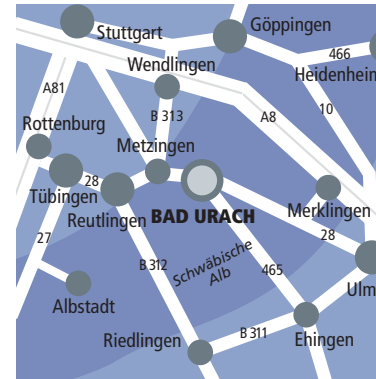 Göppingen
Stuttgart
466
Wendlingen
Heidenheim
A81
10
B 313
A8
Rottenburg
Metzingen
28
Tübingen
Reutlingen
BAD URACH
Merklingen
27
28
B 312
Schwäbische
Alb
465
Ulm
Albstadt
B 311
Riedlingen
Ehingen